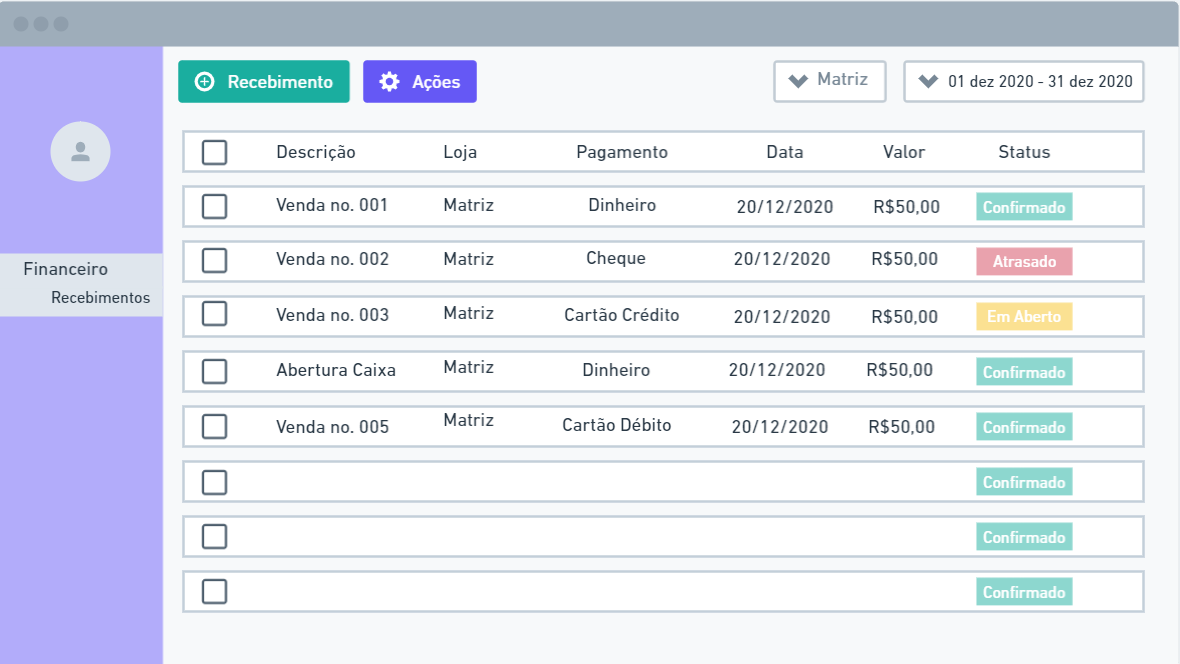 Recebimento Ações Matriz 01 dez 2020 - 31 dez 2020
Descrição Loja Pagamento Data Valor Status
Venda no. 001 Matriz Dinheiro 20/12/2020 R$50,00 Confirmado
Venda no. 002 Matriz Cheque 20/12/2020 R$50,00 Atrasado
Financeiro
Recebimentos
Venda no. 003 Matriz Cartão Crédito 20/12/2020 R$50,00 Em Aberto
Abertura Caixa Matriz Dinheiro 20/12/2020 R$50,00 Confirmado
Venda no. 005 Matriz Cartão Débito 20/12/2020 R$50,00 Confirmado
Confirmado
Confirmado
Confirmado